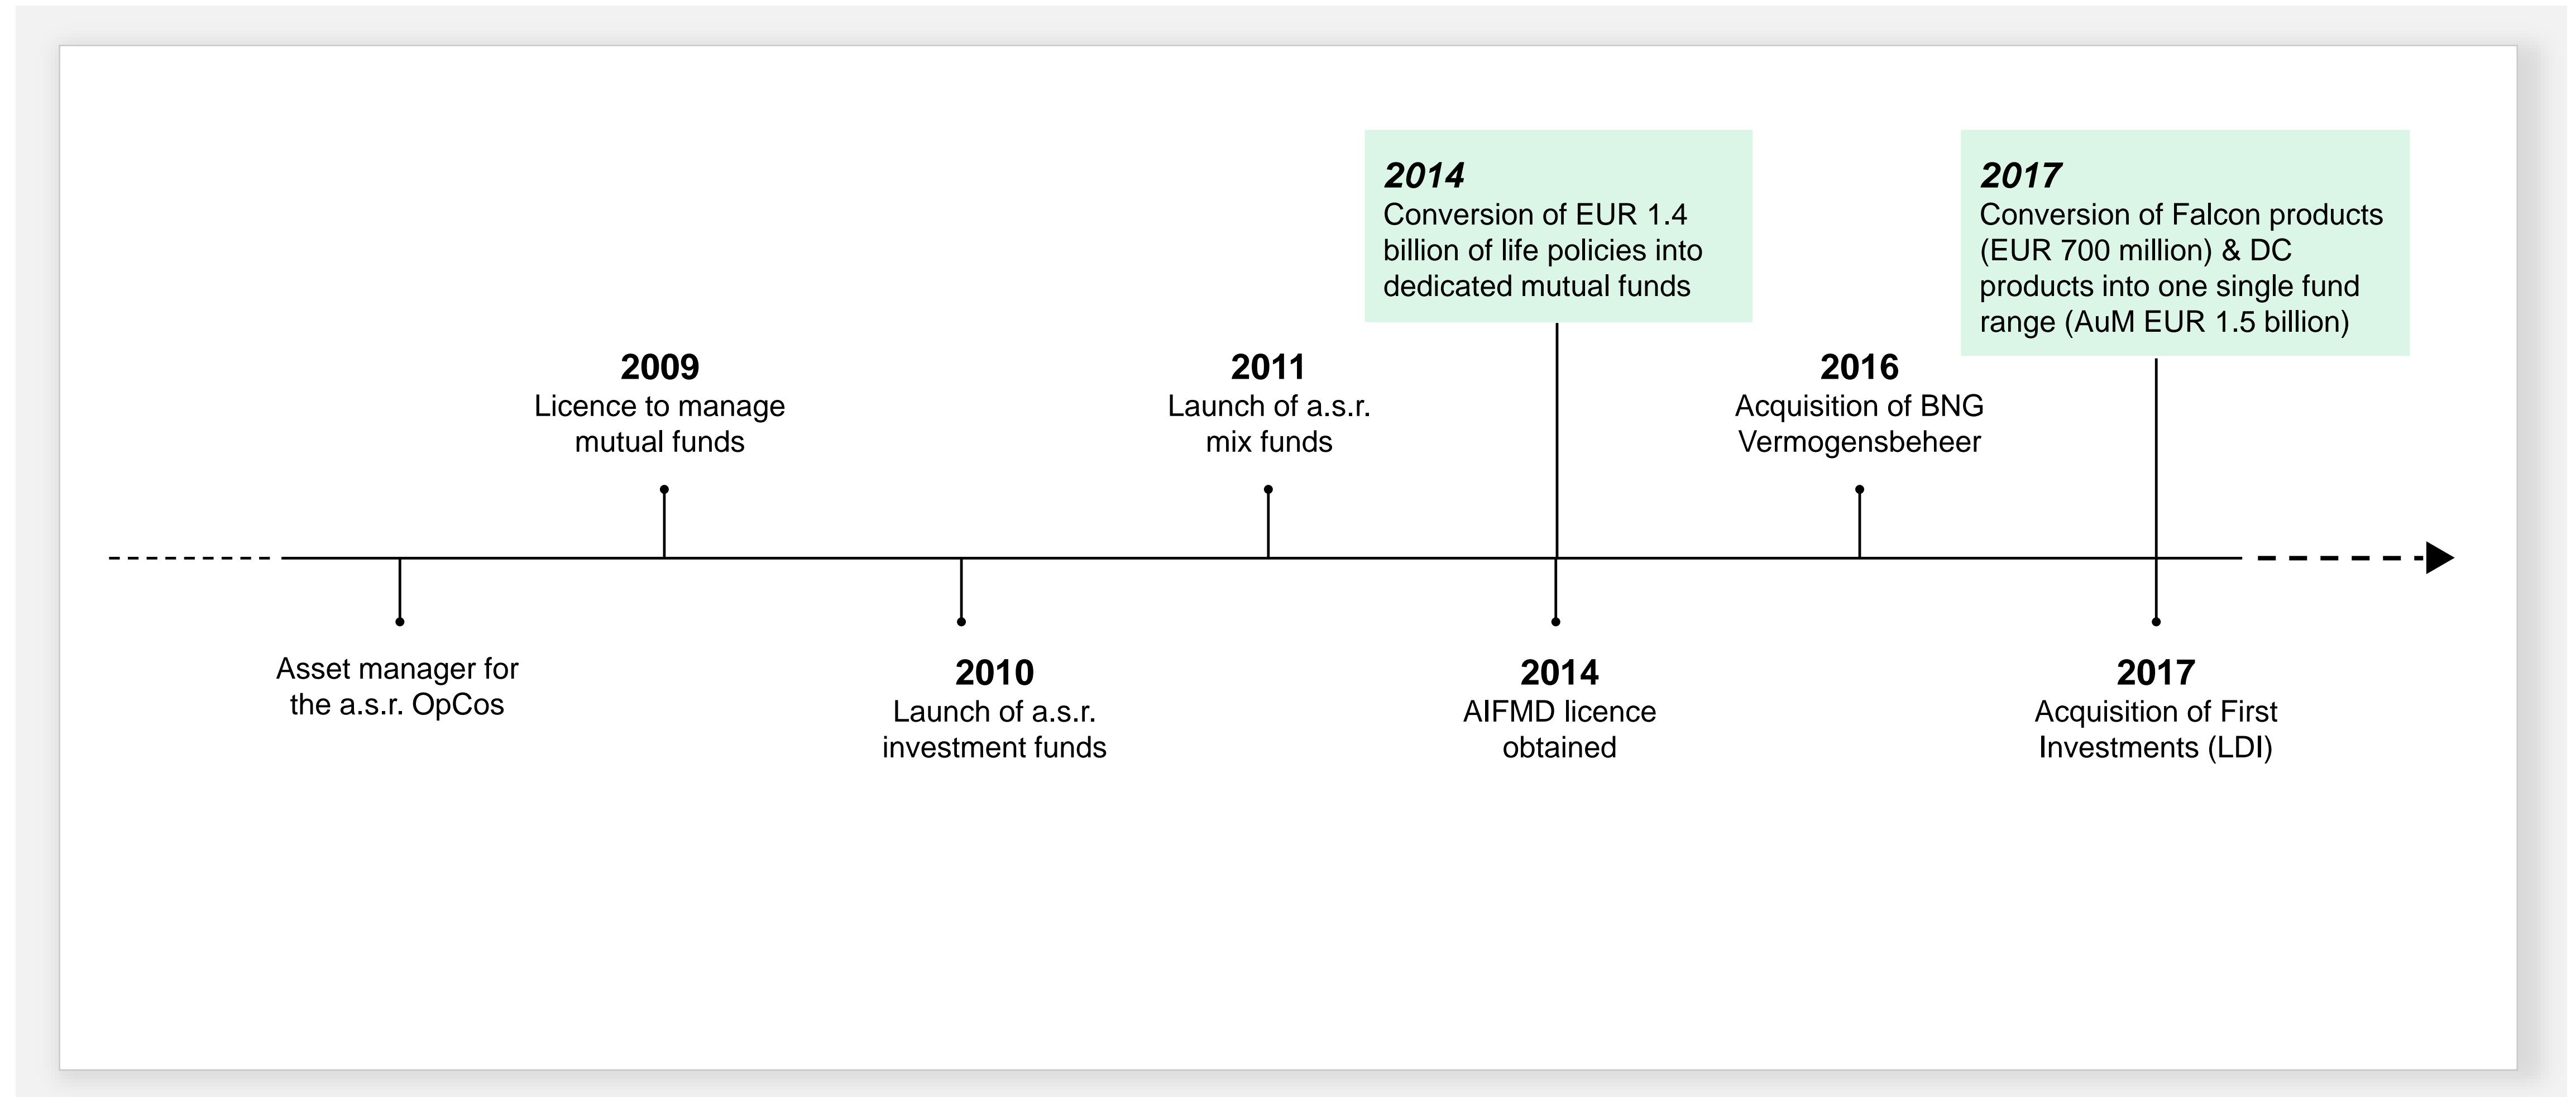 2014
Conversion of EUR 1.4
billion of life policies into
dedicated mutual funds
2017
Conversion of Falcon products
(EUR 700 million) & DC
products into one single fund
range (AuM EUR 1.5 billion)
2009
Licence to manage
mutual funds
2011
Launch of a.s.r.
mix funds
2016
Acquisition of BNG
Vermogensbeheer
Asset manager for
the a.s.r. OpCos
2010
Launch of a.s.r.
investment funds
2014
AIFMD licence
obtained
2017
Acquisition of First
Investments (LDI)